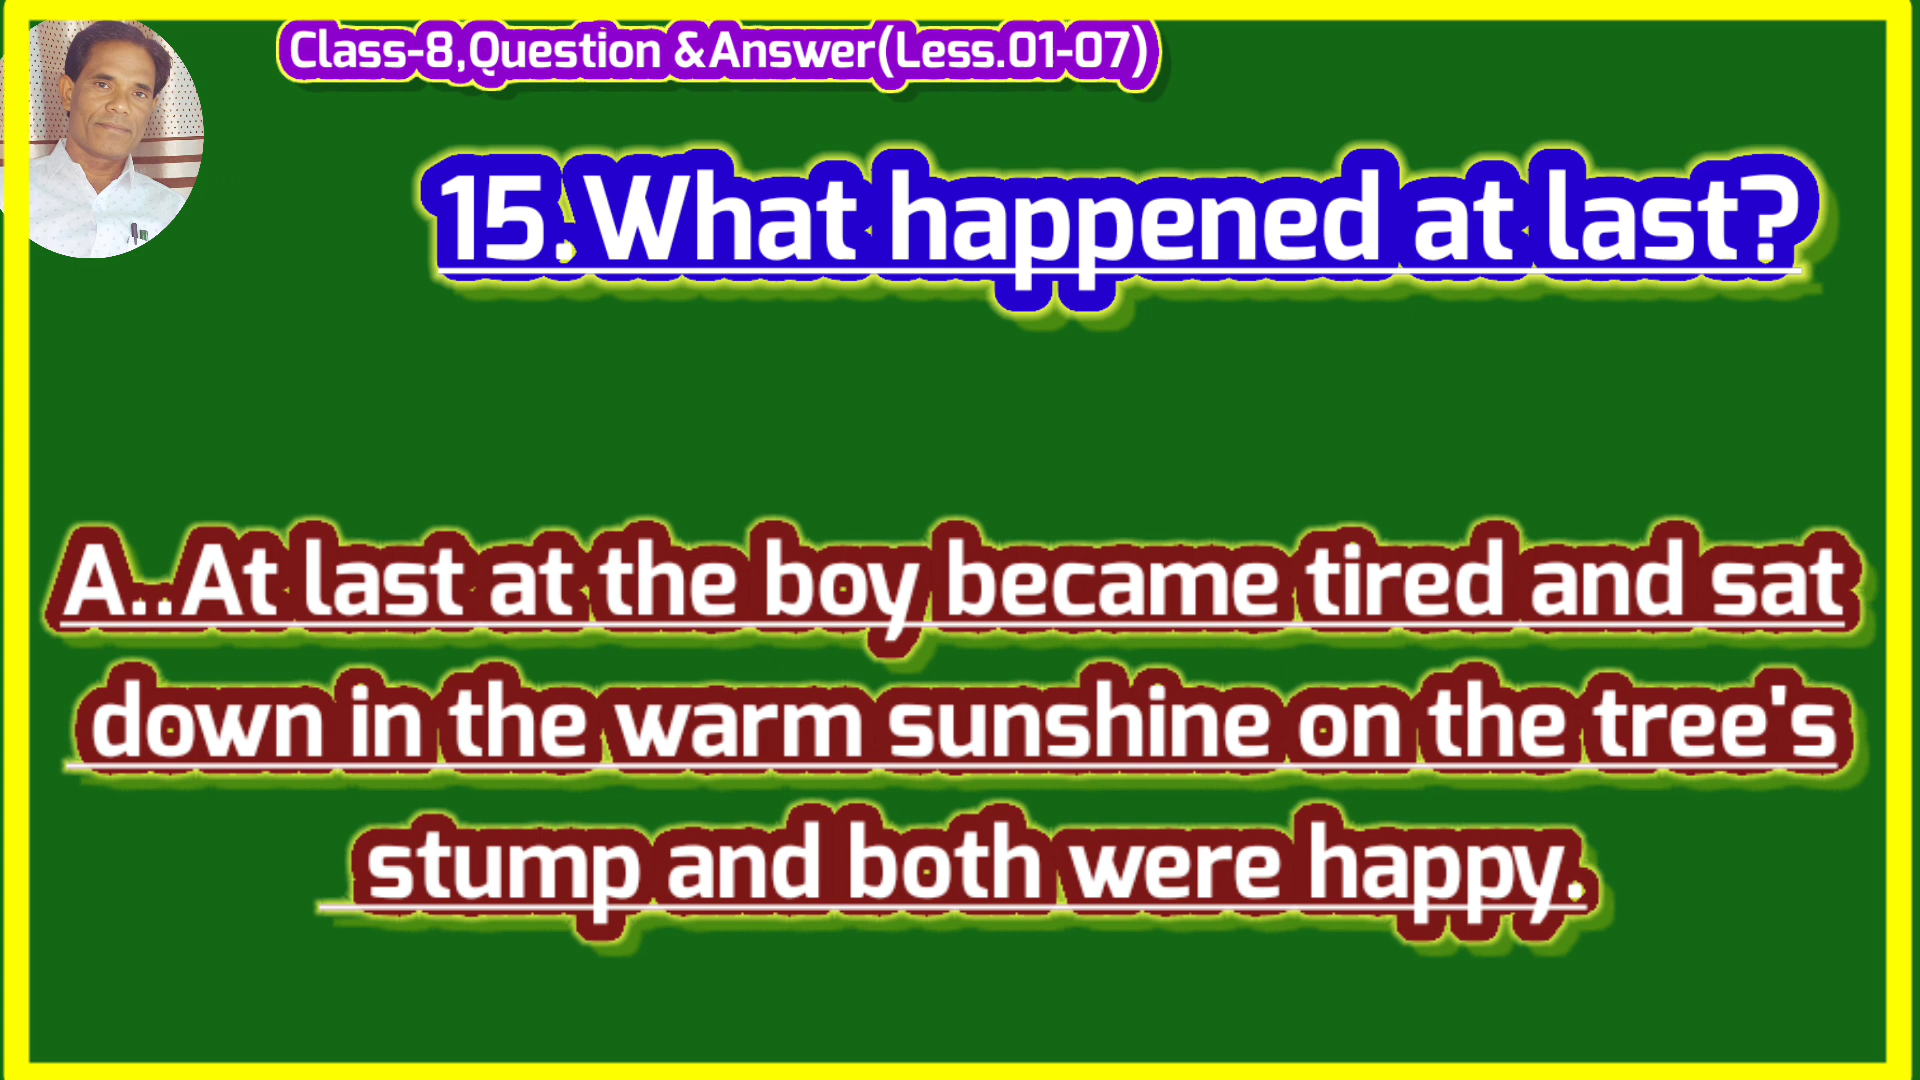 Class-8,Question &Answer(Less.01-07)
15.What happened at last?
A..At last at the boy became tired and sat
down in the warm sunshine on the tree's
stump and both were happy.